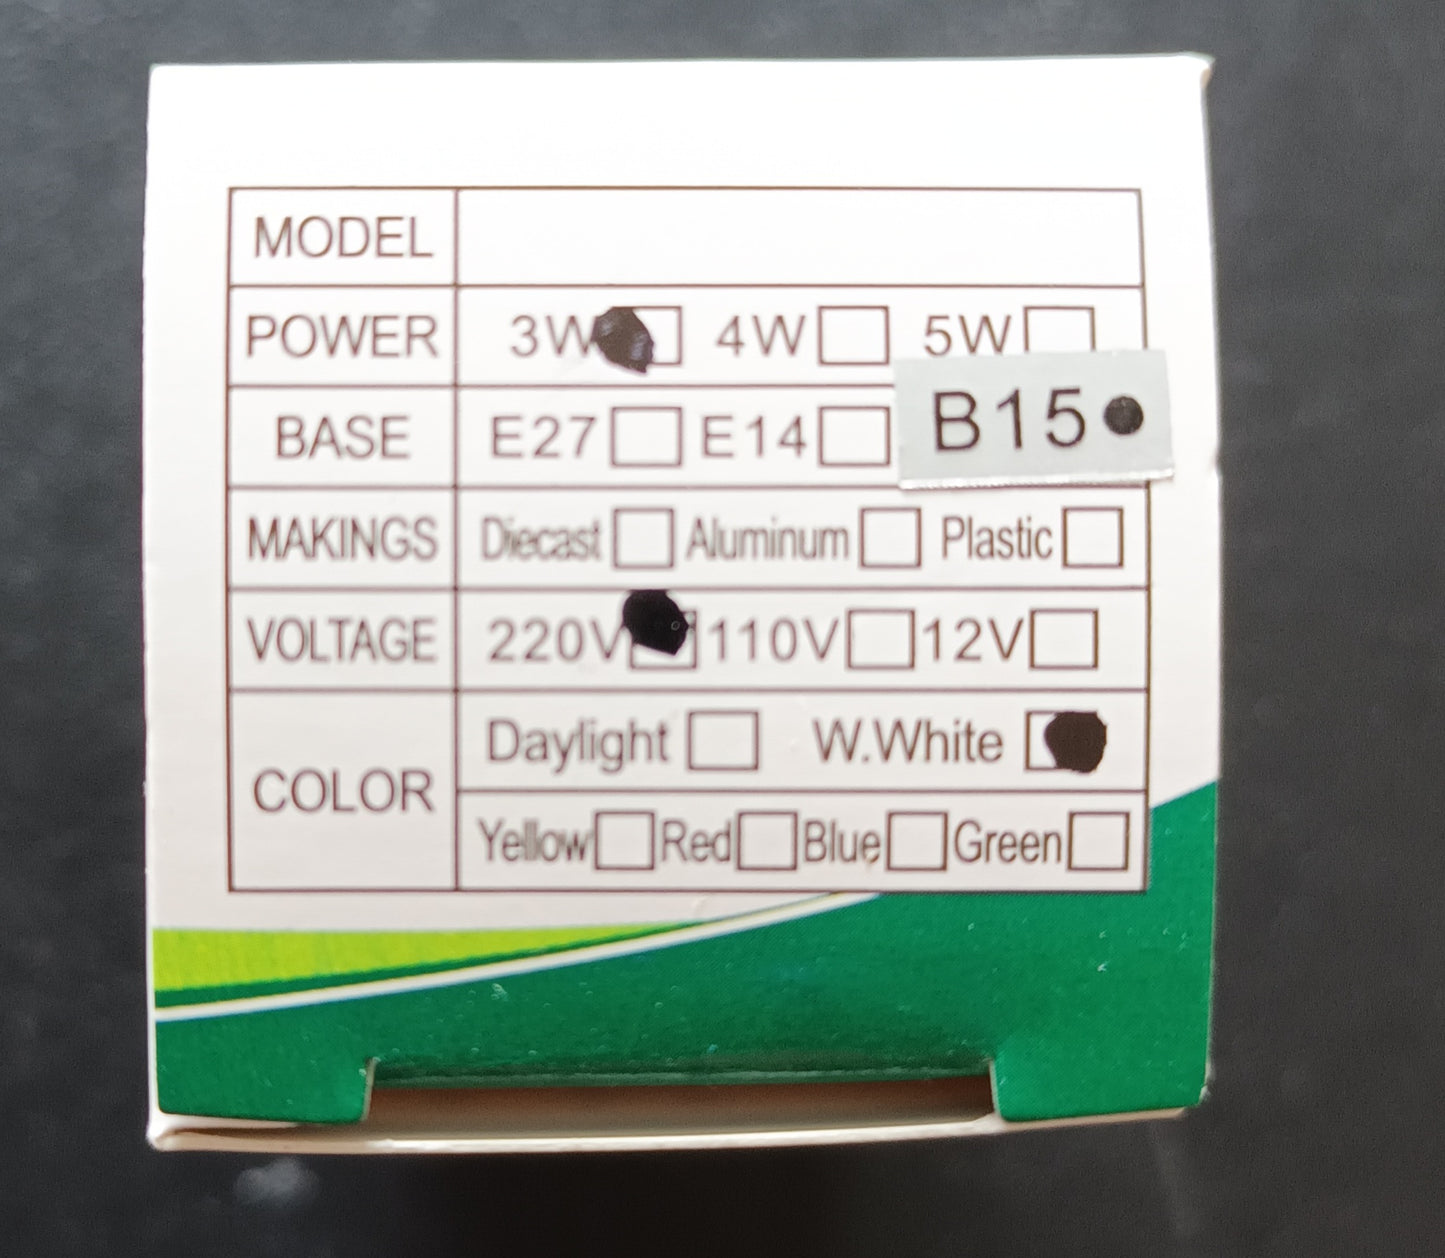 MODEL
POWER 3W 4W 5W
BASE E27 E14 B15
MAKINGS Diecast Aluminum Plastic
VOLTAGE 220V 110V 12V
COLOR Daylight W.White
Yellow Red Blue Green